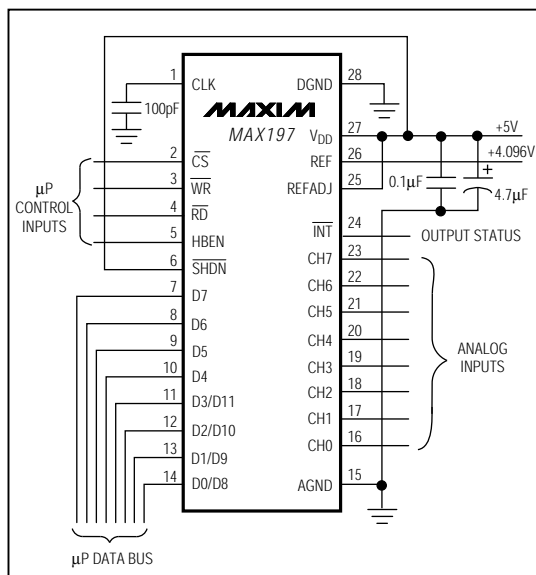 1 CLK
100pF
MAXIM
MAX197
DGND 28
VDD 27
+5V
REF 26
+4.096V
REFADJ 25
0.1µF
+
4.7µF
µP
CONTROL
INPUTS
2 CS
3 WR
4 RD
5 HBEN
6 SHDN
INT 24
OUTPUT STATUS
7 D7
8 D6
9 D5
10 D4
11 D3/D11
12 D2/D10
13 D1/D9
14 D0/D8
CH7 23
CH6 22
CH5 21
CH4 20
CH3 19
CH2 18
CH1 17
CH0 16
ANALOG
INPUTS
AGND 15
µP DATA BUS